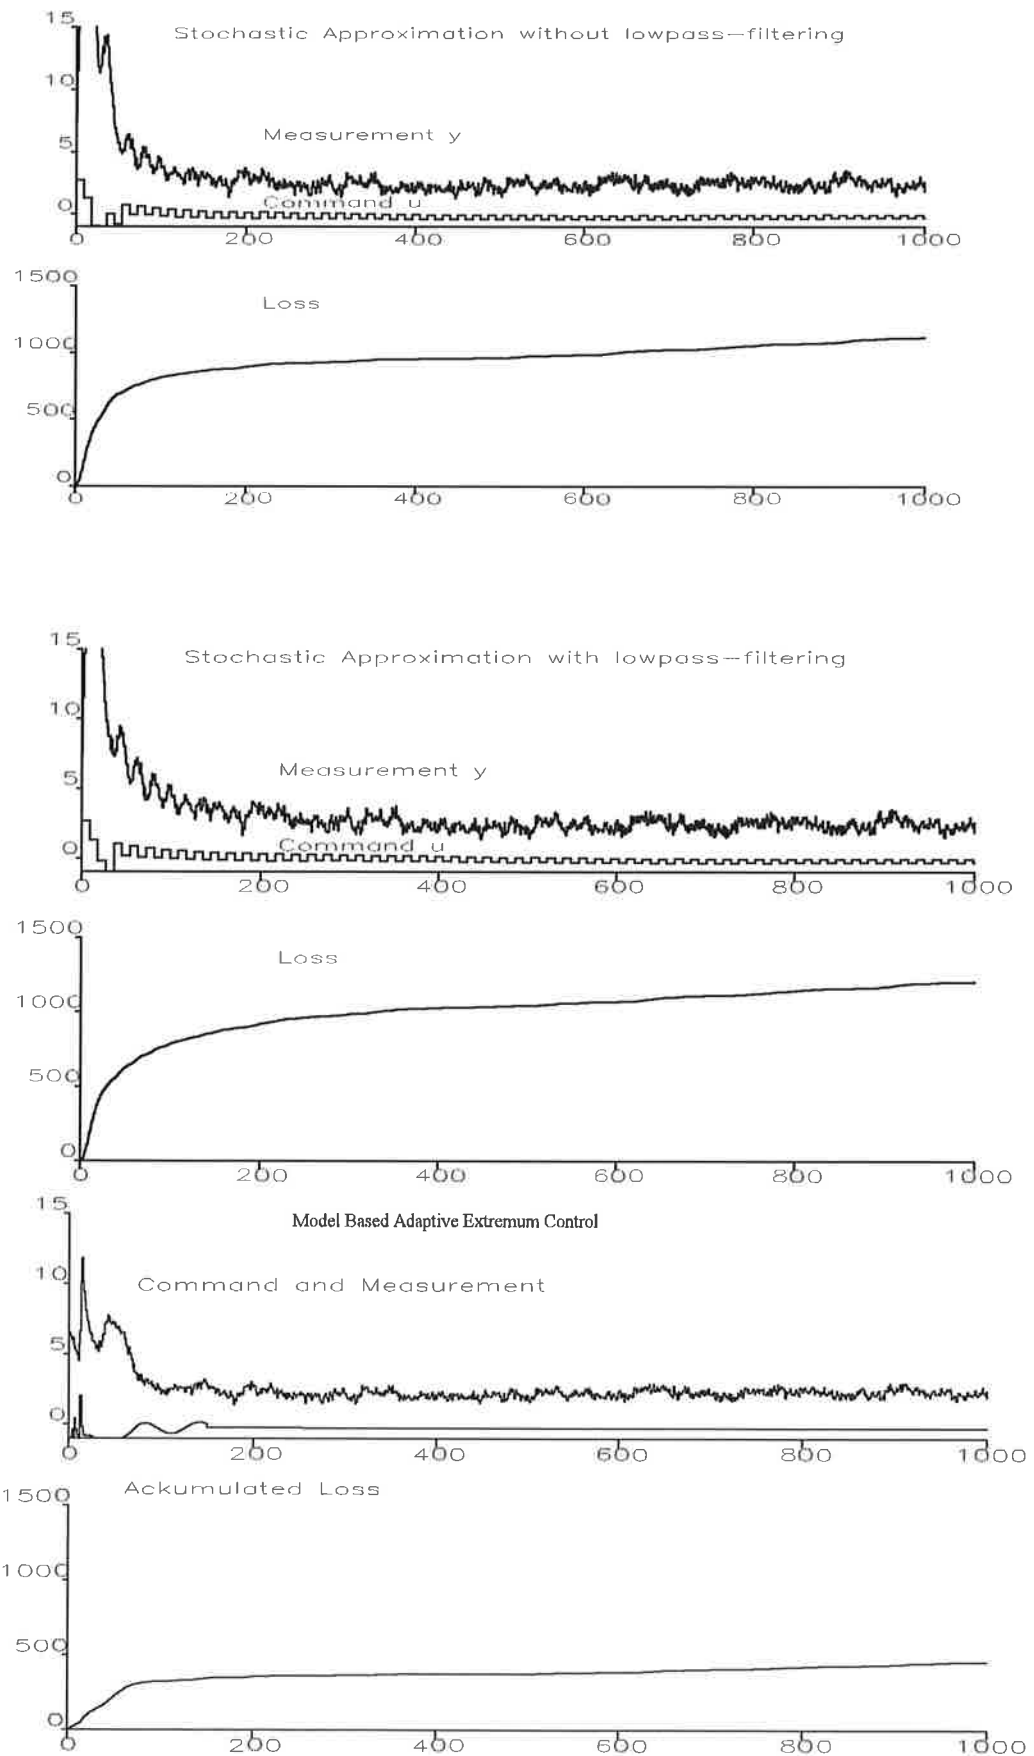 15
Stochastic Approximation without lowpass-filtering
10
Measurement y
5
Command u
0
0 200 400 600 800 1000
1500
Loss
1000
500
0
0 200 400 600 800 1000
15
Stochastic Approximation with lowpass-filtering
10
Measurement y
5
Command u
0
0 200 400 600 800 1000
1500
Loss
1000
500
0
0 200 400 600 800 1000
15
Model Based Adaptive Extremum Control
10
Command and Measurement
5
0
0 200 400 600 800 1000
1500
Ackumulated Loss
1000
500
0
0 200 400 600 800 1000